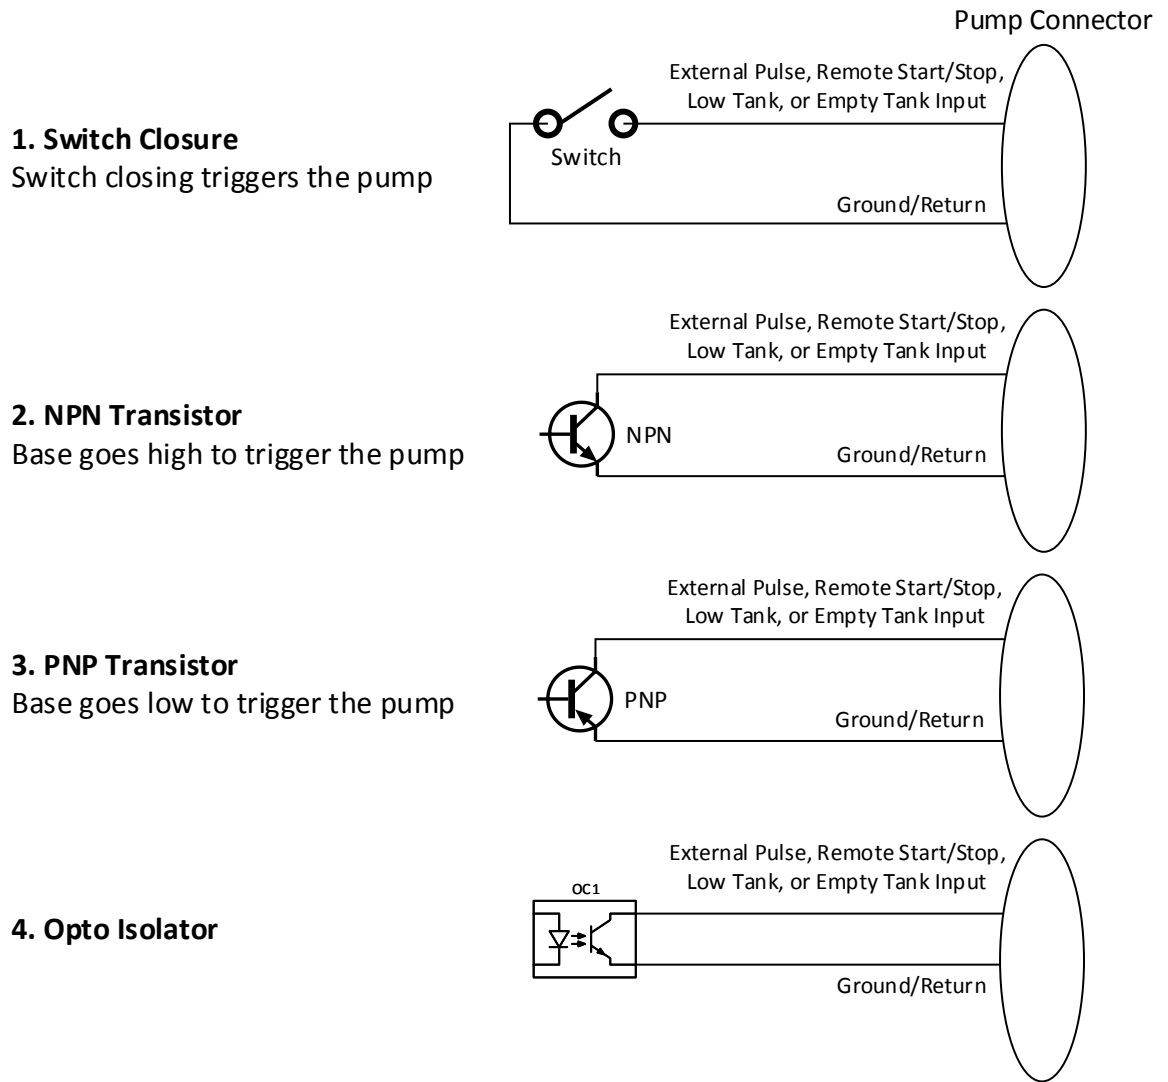 Pump Connector
External Pulse, Remote Start/Stop,
Low Tank, or Empty Tank Input
1. Switch Closure
Switch closing triggers the pump
Switch
Ground/Return
External Pulse, Remote Start/Stop,
Low Tank, or Empty Tank Input
2. NPN Transistor
Base goes high to trigger the pump
NPN
Ground/Return
External Pulse, Remote Start/Stop,
Low Tank, or Empty Tank Input
3. PNP Transistor
Base goes low to trigger the pump
PNP
Ground/Return
External Pulse, Remote Start/Stop,
Low Tank, or Empty Tank Input
OC1
4. Opto Isolator
Ground/Return